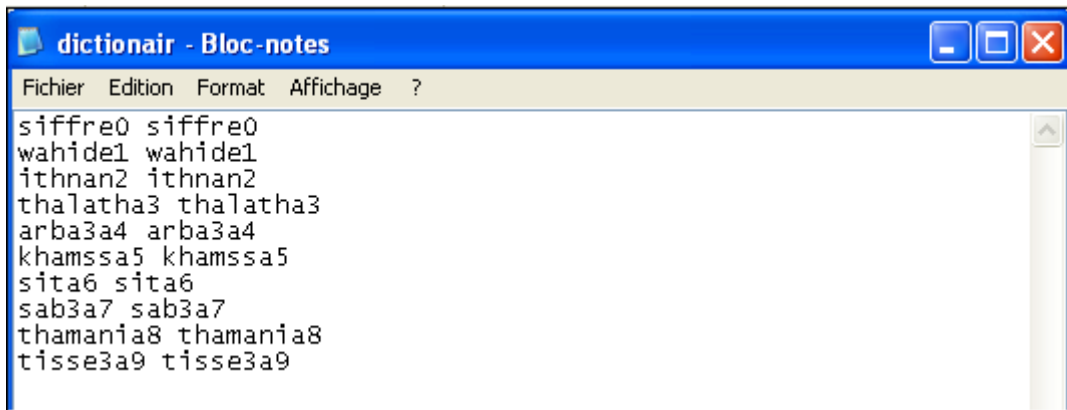 dictionair - Bloc-notes
Fichier Edition Format Affichage ?
siffre0 siffre0
wahide1 wahide1
ithnan2 ithnan2
thalatha3 thalatha3
arba3a4 arba3a4
khamssa5 khamssa5
sita6 sita6
sab3a7 sab3a7
thamania8 thamania8
tisse3a9 tisse3a9